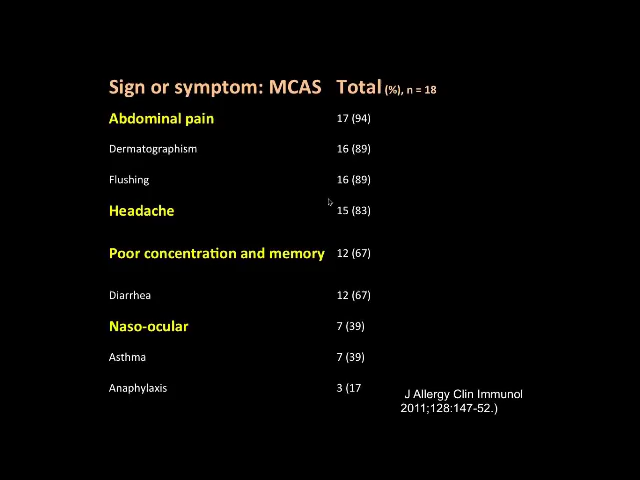 Sign or symptom: MCAS Total (%), n = 18
Abdominal pain 17 (94)
Dermatographism 16 (89)
Flushing 16 (89)
Headache 15 (83)
Poor concentration and memory 12 (67)
Diarrhea 12 (67)
Naso-ocular 7 (39)
Asthma 7 (39)
Anaphylaxis 3 (17
J Allergy Clin Immunol
2011;128:147-52.)